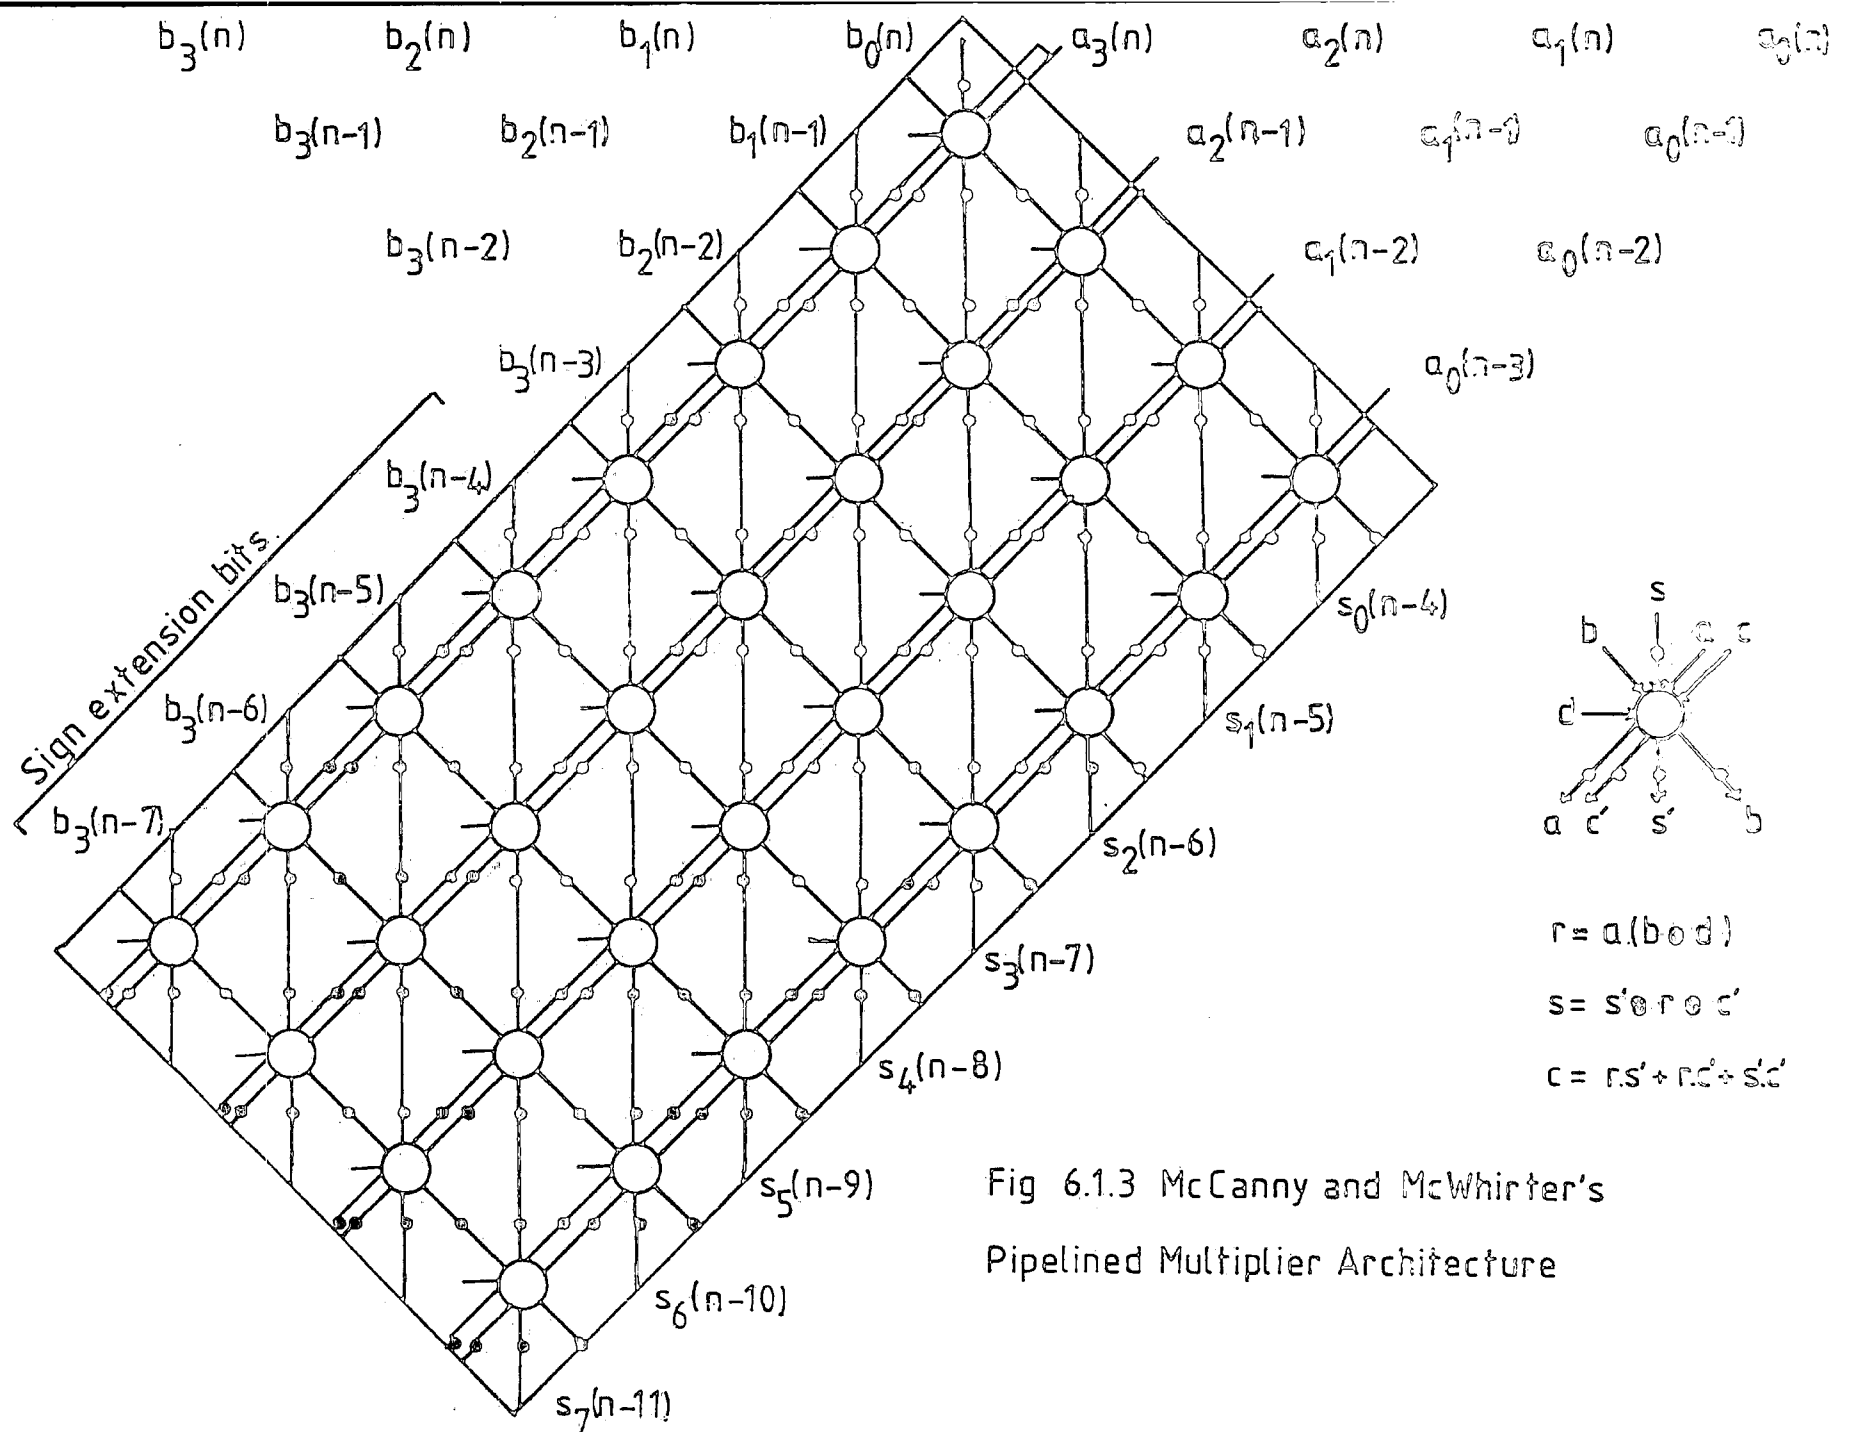 b3(n) b2(n) b1(n) b0(n) a3(n) a2(n) a1(n) a0(n)
b3(n-1) b2(n-1) b1(n-1) a2(n-1) a1(n-1) a0(n-1)
b3(n-2) b2(n-2) a1(n-2) a0(n-2)
b3(n-3) a0(n-3)
b3(n-4)
b3(n-5)
b3(n-6)
b3(n-7)
Sign extension bits.
s0(n-4)
s1(n-5)
s2(n-6)
s3(n-7)
s4(n-8)
s5(n-9)
s6(n-10)
s7(n-11)
s
b a c
d
a c' s' b
r= a.(b⊕d)
s= s'⊕r⊕c'
c= r.s'+r.c'+s'.c'
Fig 6.1.3 McCanny and McWhirter's
Pipelined Multiplier Architecture